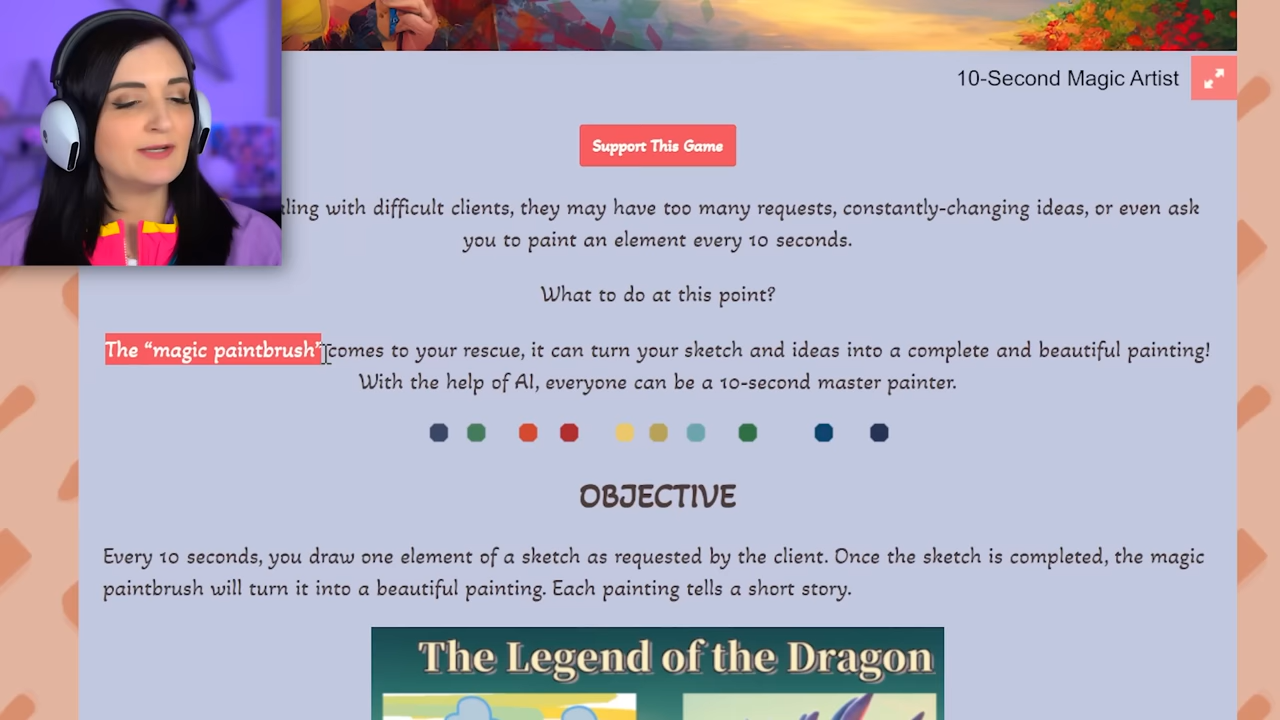 10-Second Magic Artist
Support This Game
with difficult clients, they may have too many requests, constantly-changing ideas, or even ask
you to paint an element every 10 seconds.
What to do at this point?
The “magic paintbrush” comes to your rescue, it can turn your sketch and ideas into a complete and beautiful painting!
With the help of AI, everyone can be a 10-second master painter.
OBJECTIVE
Every 10 seconds, you draw one element of a sketch as requested by the client. Once the sketch is completed, the magic
paintbrush will turn it into a beautiful painting. Each painting tells a short story.
The Legend of the Dragon